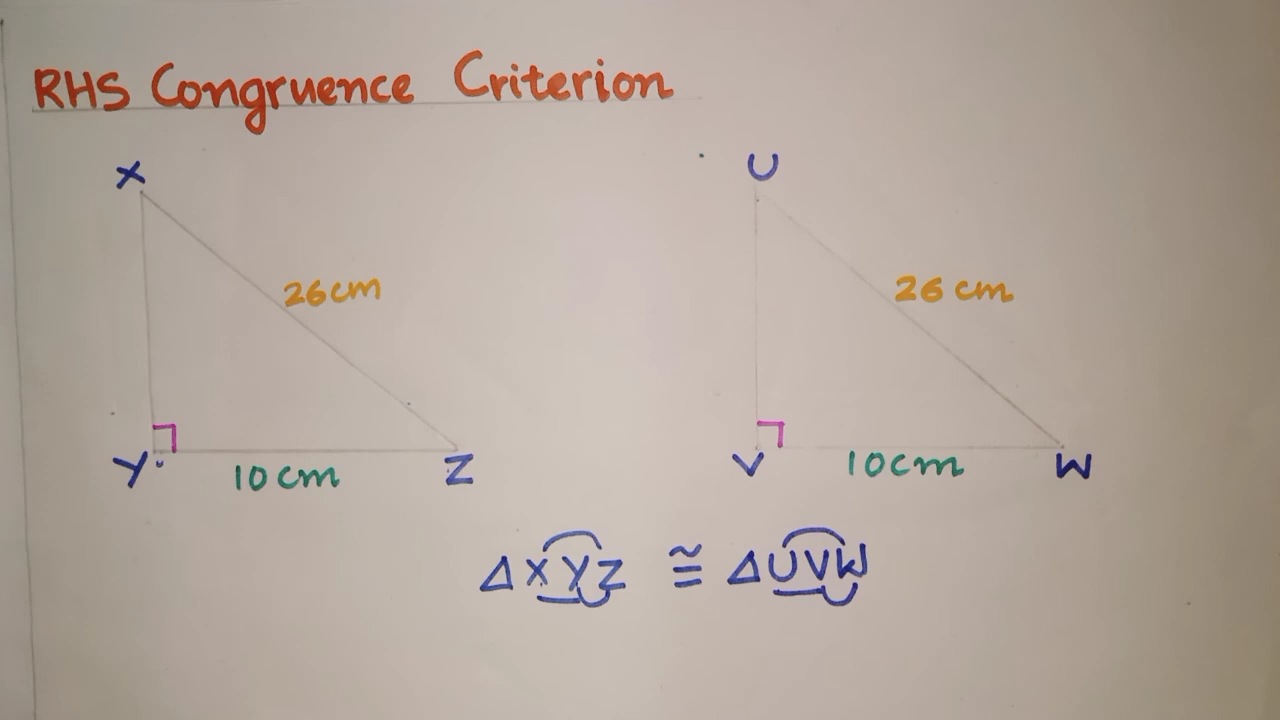 RHS Congruence Criterion
X
U
26cm
26 cm
Y
10cm
Z
V
10cm
W
ΔXYZ ≅ ΔUVW